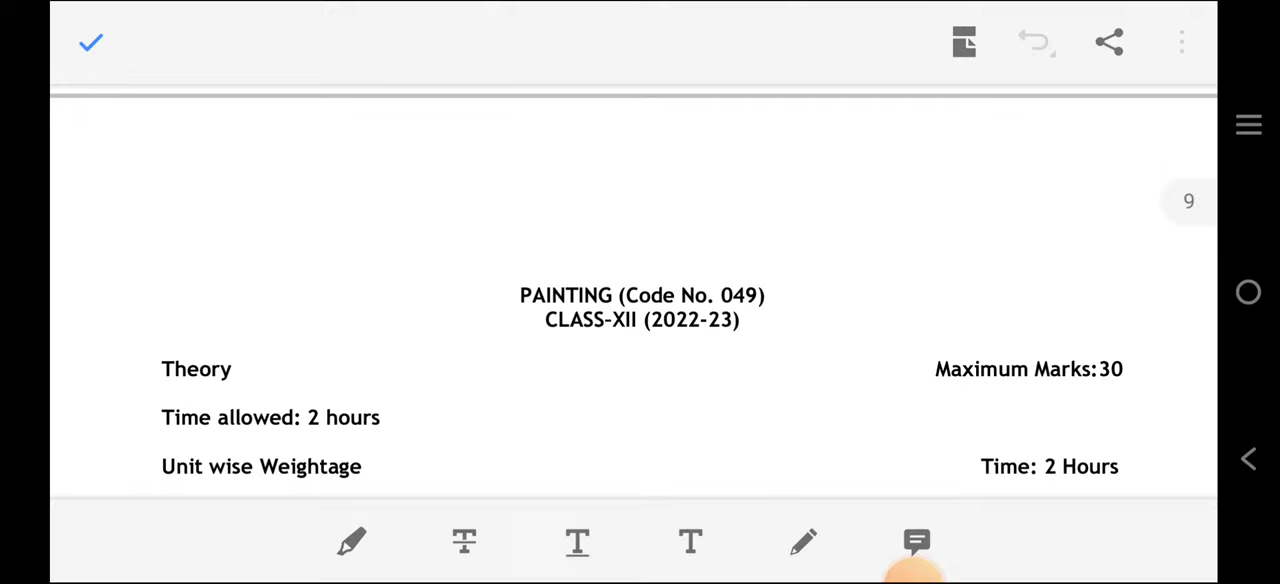 9
PAINTING (Code No. 049)
CLASS-XII (2022-23)
Theory Maximum Marks:30
Time allowed: 2 hours
Unit wise Weightage Time: 2 Hours